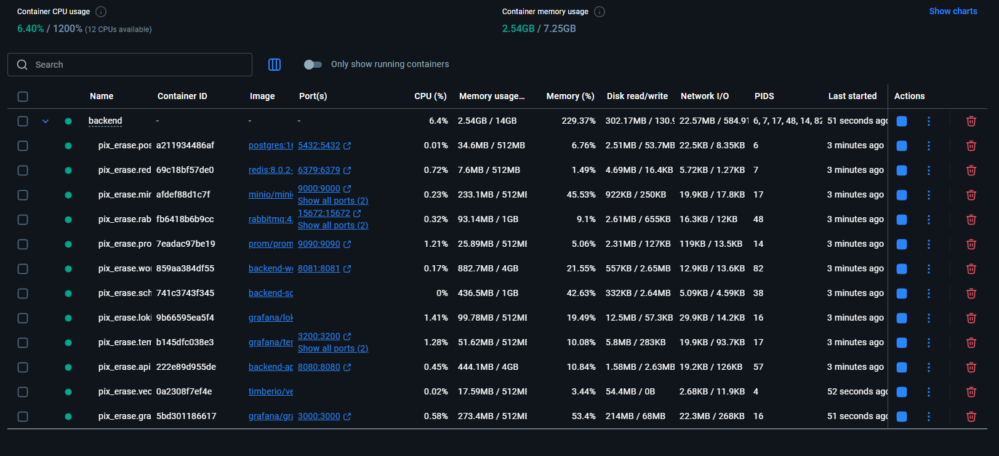 Container CPU usage
6.40% / 1200% (12 CPUs available)
Container memory usage
2.54GB / 7.25GB
Show charts
Search
Only show running containers
Name Container ID Image Port(s) CPU (%) Memory usage... Memory (%) Disk read/write Network I/O PIDS Last started Actions
backend - - - 6.4% 2.54GB / 14GB 229.37% 302.17MB / 130.9 22.57MB / 584.91 6, 7, 17, 48, 14, 82 51 seconds ago
pix_erase.pos a211934486af postgres:16 5432:5432 0.01% 34.6MB / 512MB 6.76% 2.51MB / 53.7MB 22.5KB / 8.35KB 6 3 minutes ago
pix_erase.red 69c18bf57de0 redis:8.0.2- 6379:6379 0.72% 7.6MB / 512MB 1.49% 4.69MB / 16.4KB 5.72KB / 1.27KB 7 3 minutes ago
pix_erase.mir afdef88d1c7f minio/mini 9000:9000 Show all ports (2) 0.23% 233.1MB / 512MB 45.53% 922KB / 250KB 19.9KB / 17.8KB 17 3 minutes ago
pix_erase.rab fb6418b6b9cc rabbitmq:4. 15672:15672 Show all ports (2) 0.32% 93.14MB / 1GB 9.1% 2.61MB / 655KB 16.3KB / 12KB 48 3 minutes ago
pix_erase.pro 7eadac97be19 prom/prom 9090:9090 1.21% 25.89MB / 512MB 5.06% 2.31MB / 127KB 119KB / 13.5KB 14 3 minutes ago
pix_erase.wor 859aa384df55 backend-wo 8081:8081 0.17% 882.7MB / 4GB 21.55% 557KB / 2.65MB 12.9KB / 13.6KB 82 3 minutes ago
pix_erase.sch 741c3743f345 backend-sc 0% 436.5MB / 1GB 42.63% 332KB / 2.64MB 5.09KB / 4.59KB 38 3 minutes ago
pix_erase.loki 9b66595ea5f4 grafana/lok 1.41% 99.78MB / 512MB 19.49% 12.5MB / 57.3KB 29.9KB / 14.2KB 16 3 minutes ago
pix_erase.tem b145dfc038e3 grafana/ter 3200:3200 Show all ports (2) 1.28% 51.62MB / 512MB 10.08% 5.8MB / 283KB 19.9KB / 93.7KB 17 3 minutes ago
pix_erase.api 222e89d955de backend-ap 8080:8080 0.45% 444.1MB / 4GB 10.84% 1.58MB / 2.63MB 19.2KB / 126KB 57 3 minutes ago
pix_erase.vec 0a2308f7ef4e timberio/ve 0.02% 17.59MB / 512MB 3.44% 54.4MB / 0B 2.68KB / 11.9KB 4 52 seconds ago
pix_erase.gra 5bd301186617 grafana/gra 3000:3000 0.58% 273.4MB / 512MB 53.4% 214MB / 68MB 22.3MB / 268KB 16 51 seconds ago